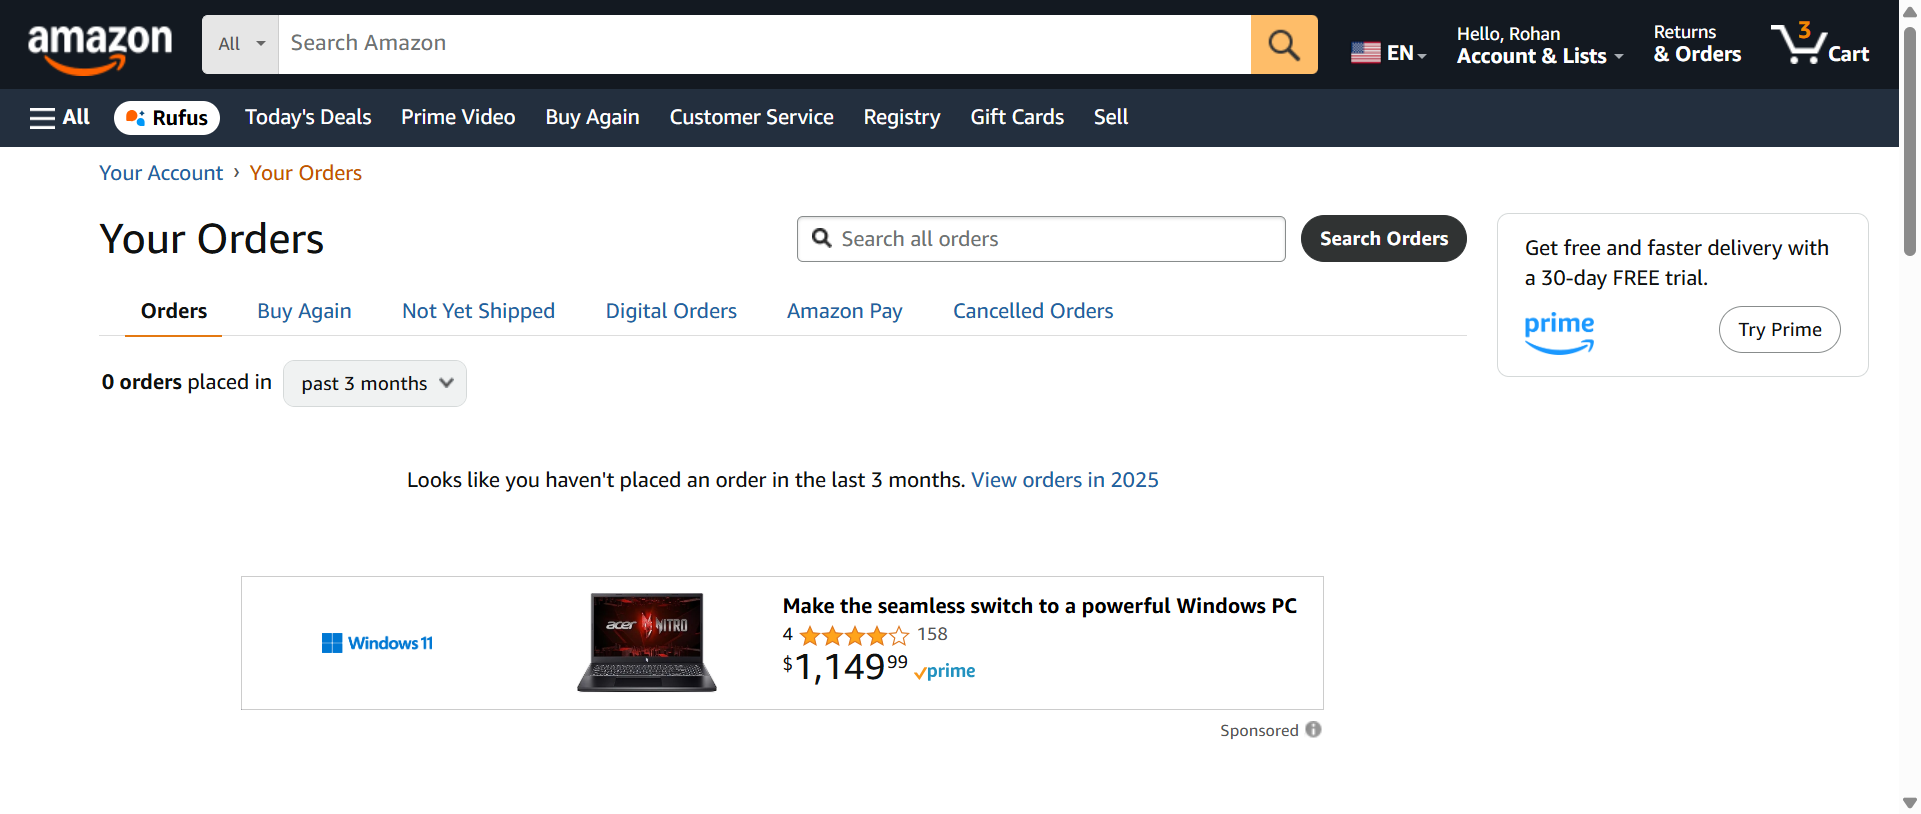 amazon
All
Search Amazon
EN
Hello, Rohan
Account & Lists
Returns
& Orders
3
Cart
All
Rufus
Today's Deals
Prime Video
Buy Again
Customer Service
Registry
Gift Cards
Sell
Your Account › Your Orders
Your Orders
Search all orders
Search Orders
Get free and faster delivery with
a 30-day FREE trial.
prime
Try Prime
Orders
Buy Again
Not Yet Shipped
Digital Orders
Amazon Pay
Cancelled Orders
0 orders placed in
past 3 months
Looks like you haven't placed an order in the last 3 months. View orders in 2025
Windows 11
acer NITRO
Make the seamless switch to a powerful Windows PC
4 158
$1,149 99 prime
Sponsored